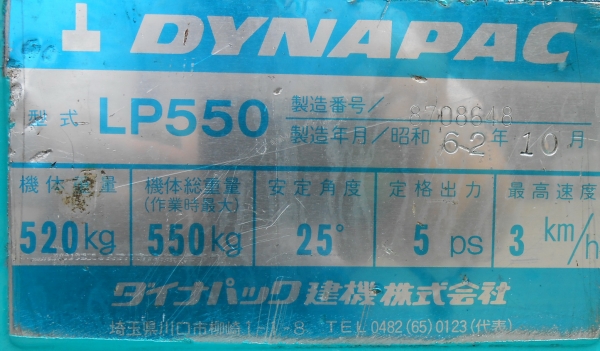 DYNAPAC
型式 LP550
製造番号/ 8708648
製造年月/昭和 62年 10月
機体重量 機体総重量 安定角度 定格出力 最高速度
(作業時最大)
520kg 550kg 25° 5 ps 3 km/h
ダイナパック建機株式会社
埼玉県川口市柳崎1-1-8 TEL 0482(65)0123(代表)